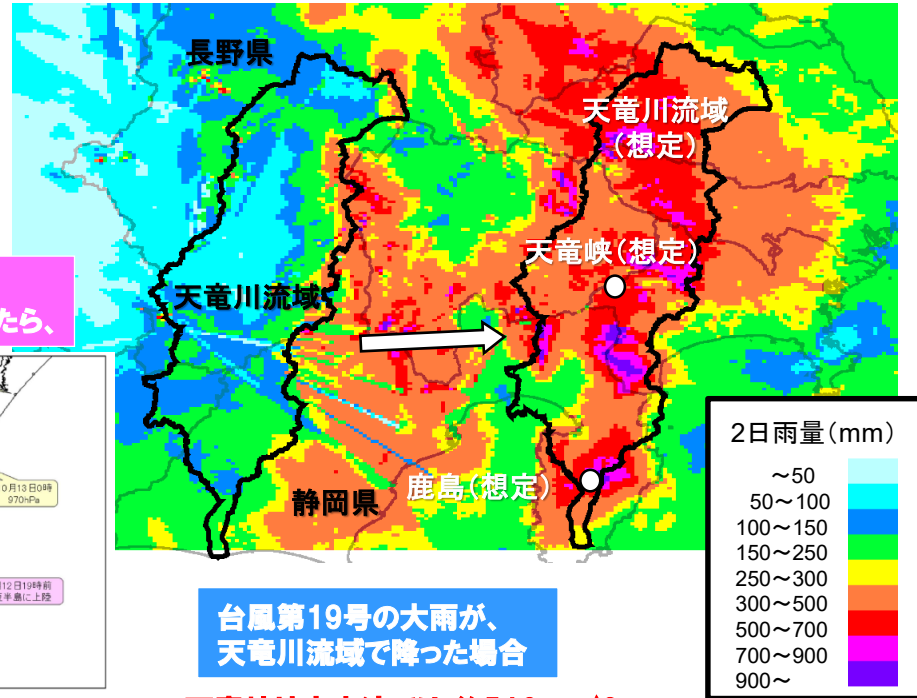 長野県
天竜川流域
(想定)
天竜峡(想定)
天竜川流域
たら、
0月13日0時
970hPa
静岡県
鹿島(想定)
月12日19時前
半島に上陸
2日雨量(mm)
～50
50～100
100～150
150～250
250～300
300～500
500～700
700～900
900～
台風第19号の大雨が、
天竜川流域で降った場合